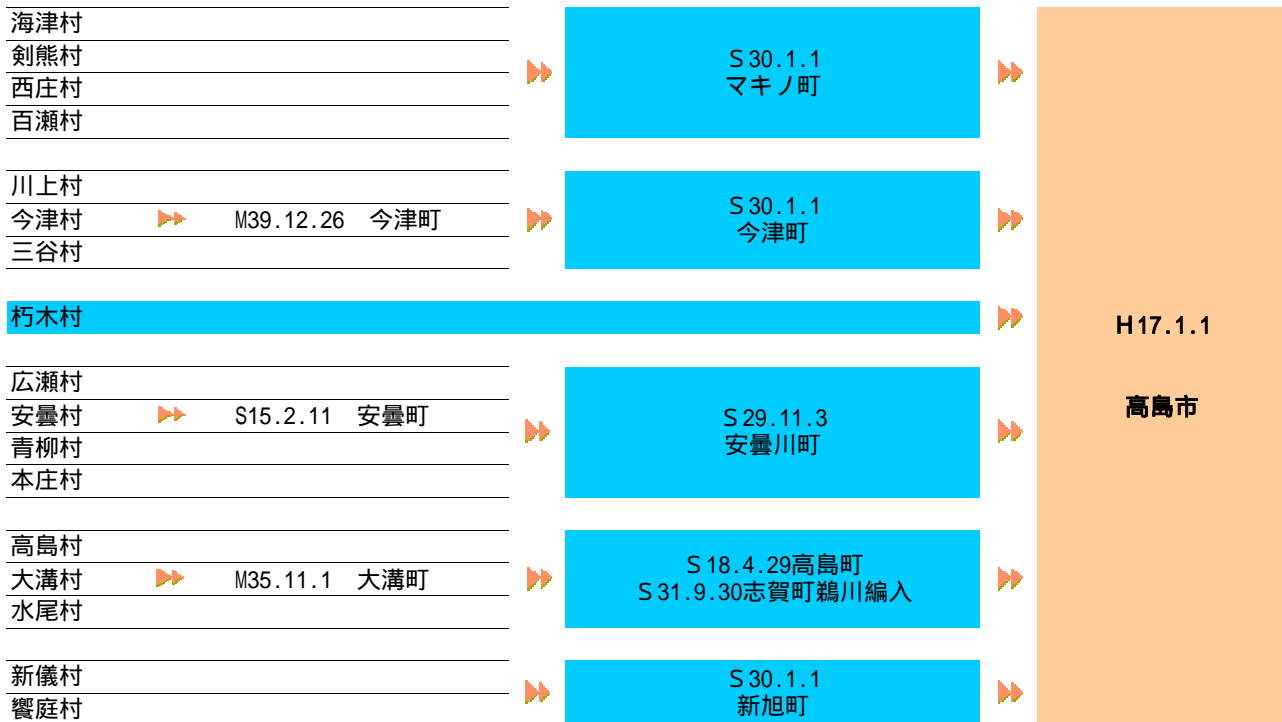 海津村
剣熊村
西庄村
百瀬村
S30.1.1
マキノ町
川上村
今津村 M39.12.26 今津町
三谷村
S30.1.1
今津町
朽木村
広瀬村
安曇村 S15.2.11 安曇町
青柳村
本庄村
S29.11.3
安曇川町
高島村
大溝村 M35.11.1 大溝町
水尾村
S18.4.29高島町
S31.9.30志賀町鵜川編入
新儀村
饗庭村
S30.1.1
新旭町
H17.1.1
高島市